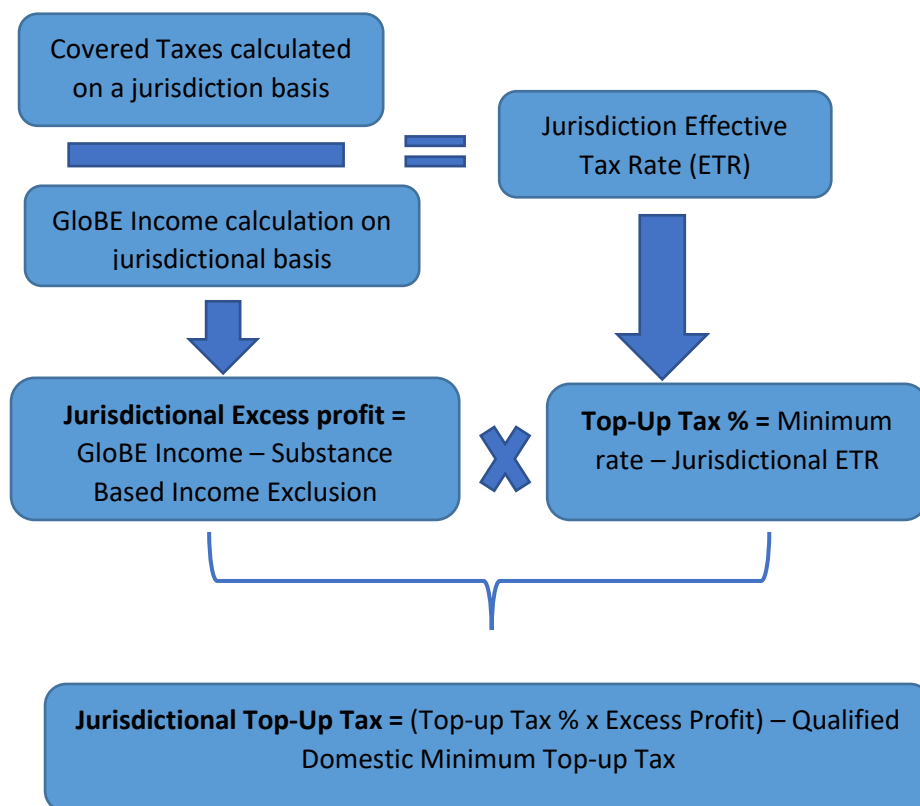 Covered Taxes calculated
on a jurisdiction basis
Jurisdiction Effective
Tax Rate (ETR)
GloBE Income calculation on
jurisdictional basis
Jurisdictional Excess profit =
GloBE Income – Substance
Based Income Exclusion
Top-Up Tax % = Minimum
rate – Jurisdictional ETR
Jurisdictional Top-Up Tax = (Top-up Tax % x Excess Profit) – Qualified
Domestic Minimum Top-up Tax